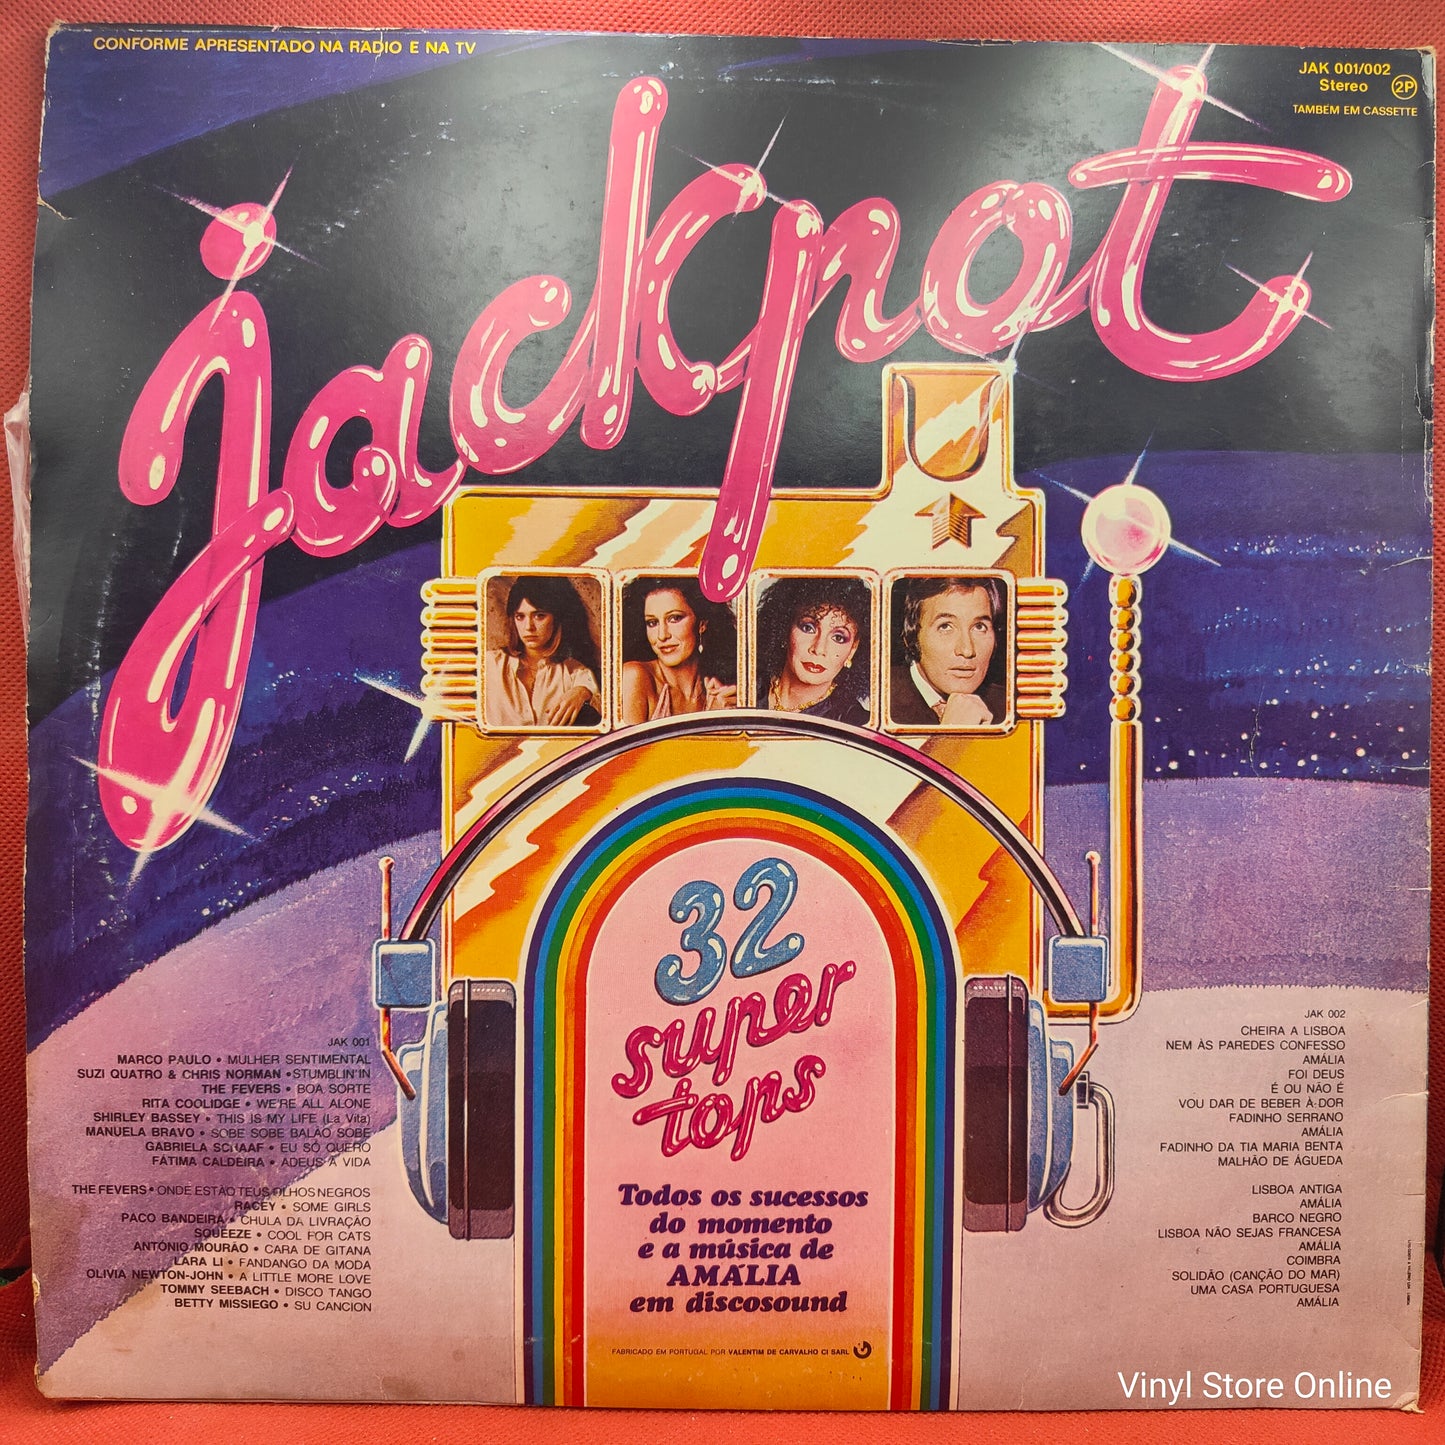 CONFORME APRESENTADO NA RADIO E NA TV
JAK 001/002
Stereo 2P
TAMBEM EM CASSETTE
jackpot
32
super
tops
Todos os sucessos
do momento
e a música de
AMÁLIA
em discosound
FABRICADO EM PORTUGAL POR VALENTIM DE CARVALHO CI SARL
JAK 001
MARCO PAULO • MULHER SENTIMENTAL
SUZI QUATRO & CHRIS NORMAN • STUMBLIN'IN
THE FEVERS • BOA SORTE
RITA COOLIDGE • WE'RE ALL ALONE
SHIRLEY BASSEY • THIS IS MY LIFE (La Vita)
MANUELA BRAVO • SOBE SOBE BALÃO SOBE
GABRIELA SCHAAF • EU SÓ QUERO
FÁTIMA CALDEIRA • ADEUS À VIDA
THE FEVERS • ONDE ESTÃO TEUS OLHOS NEGROS
RACEY • SOME GIRLS
PACO BANDEIRA • CHULA DA LIVRAÇÃO
SQUEEZE • COOL FOR CATS
ANTÓNIO MOURÃO • CARA DE GITANA
LARA LI • FANDANGO DA MODA
OLIVIA NEWTON-JOHN • A LITTLE MORE LOVE
TOMMY SEEBACH • DISCO TANGO
BETTY MISSIEGO • SU CANCION
JAK 002
CHEIRA A LISBOA
NEM ÀS PAREDES CONFESSO
AMÁLIA
FOI DEUS
É OU NÃO É
VOU DAR DE BEBER À DOR
FADINHO SERRANO
AMÁLIA
FADINHO DA TIA MARIA BENTA
MALHÃO DE ÁGUEDA
LISBOA ANTIGA
AMÁLIA
BARCO NEGRO
LISBOA NÃO SEJAS FRANCESA
AMÁLIA
COIMBRA
SOLIDÃO (CANÇÃO DO MAR)
UMA CASA PORTUGUESA
AMÁLIA
Vinyl Store Online